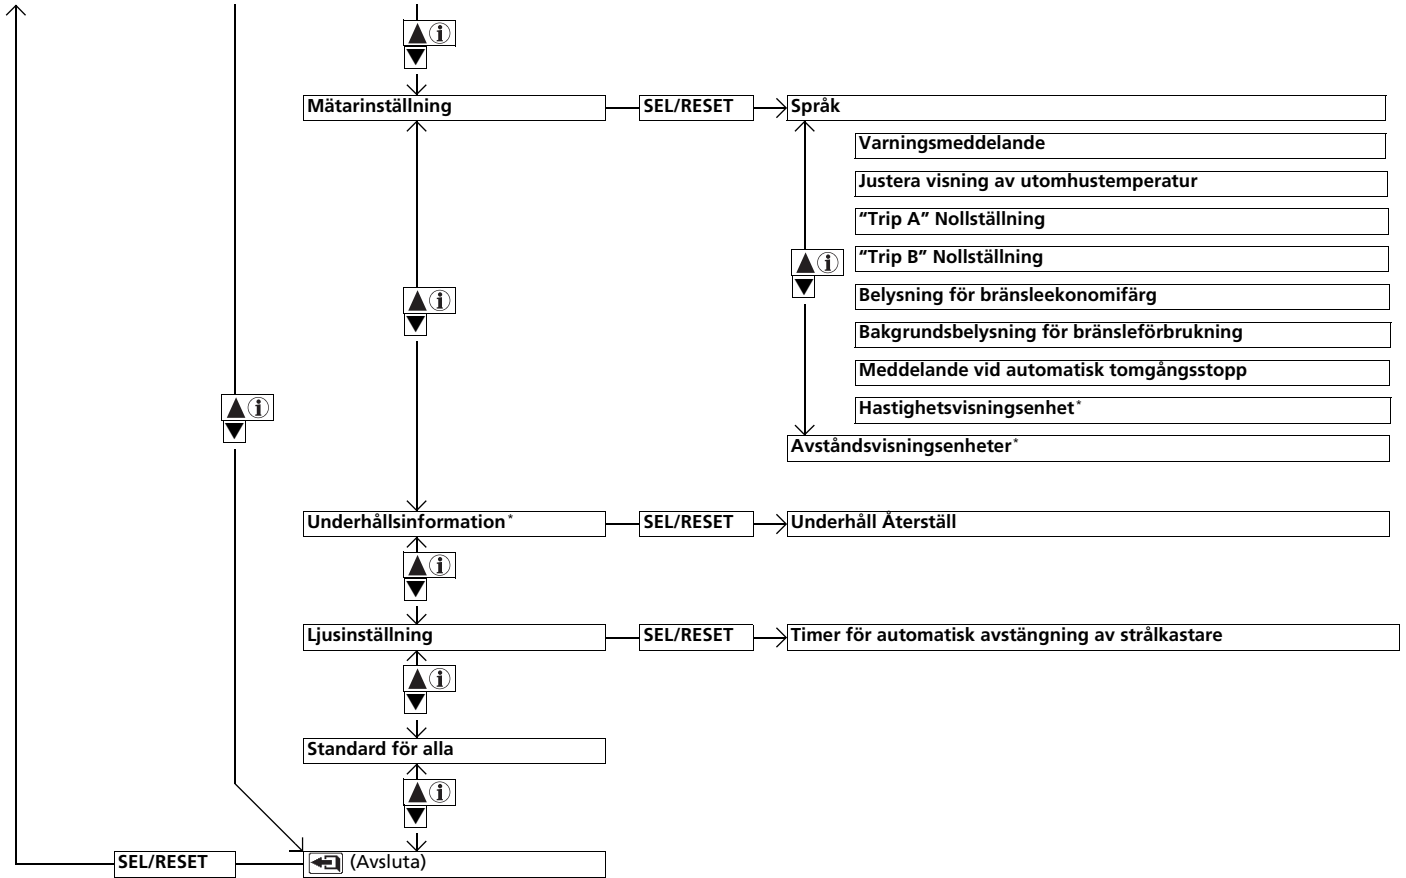 Mätarinställning SEL/RESET Språk
Varningsmeddelande
Justera visning av utomhustemperatur
“Trip A” Nollställning
“Trip B” Nollställning
Belysning för bränsleekonomifärg
Bakgrundsbelysning för bränsleförbrukning
Meddelande vid automatisk tomgångsstopp
Hastighetsvisningsenhet*
Avståndsvisningsenheter*
Underhållsinformation* SEL/RESET Underhåll Återställ
Ljusinställning SEL/RESET Timer för automatisk avstängning av strålkastare
Standard för alla
SEL/RESET (Avsluta)